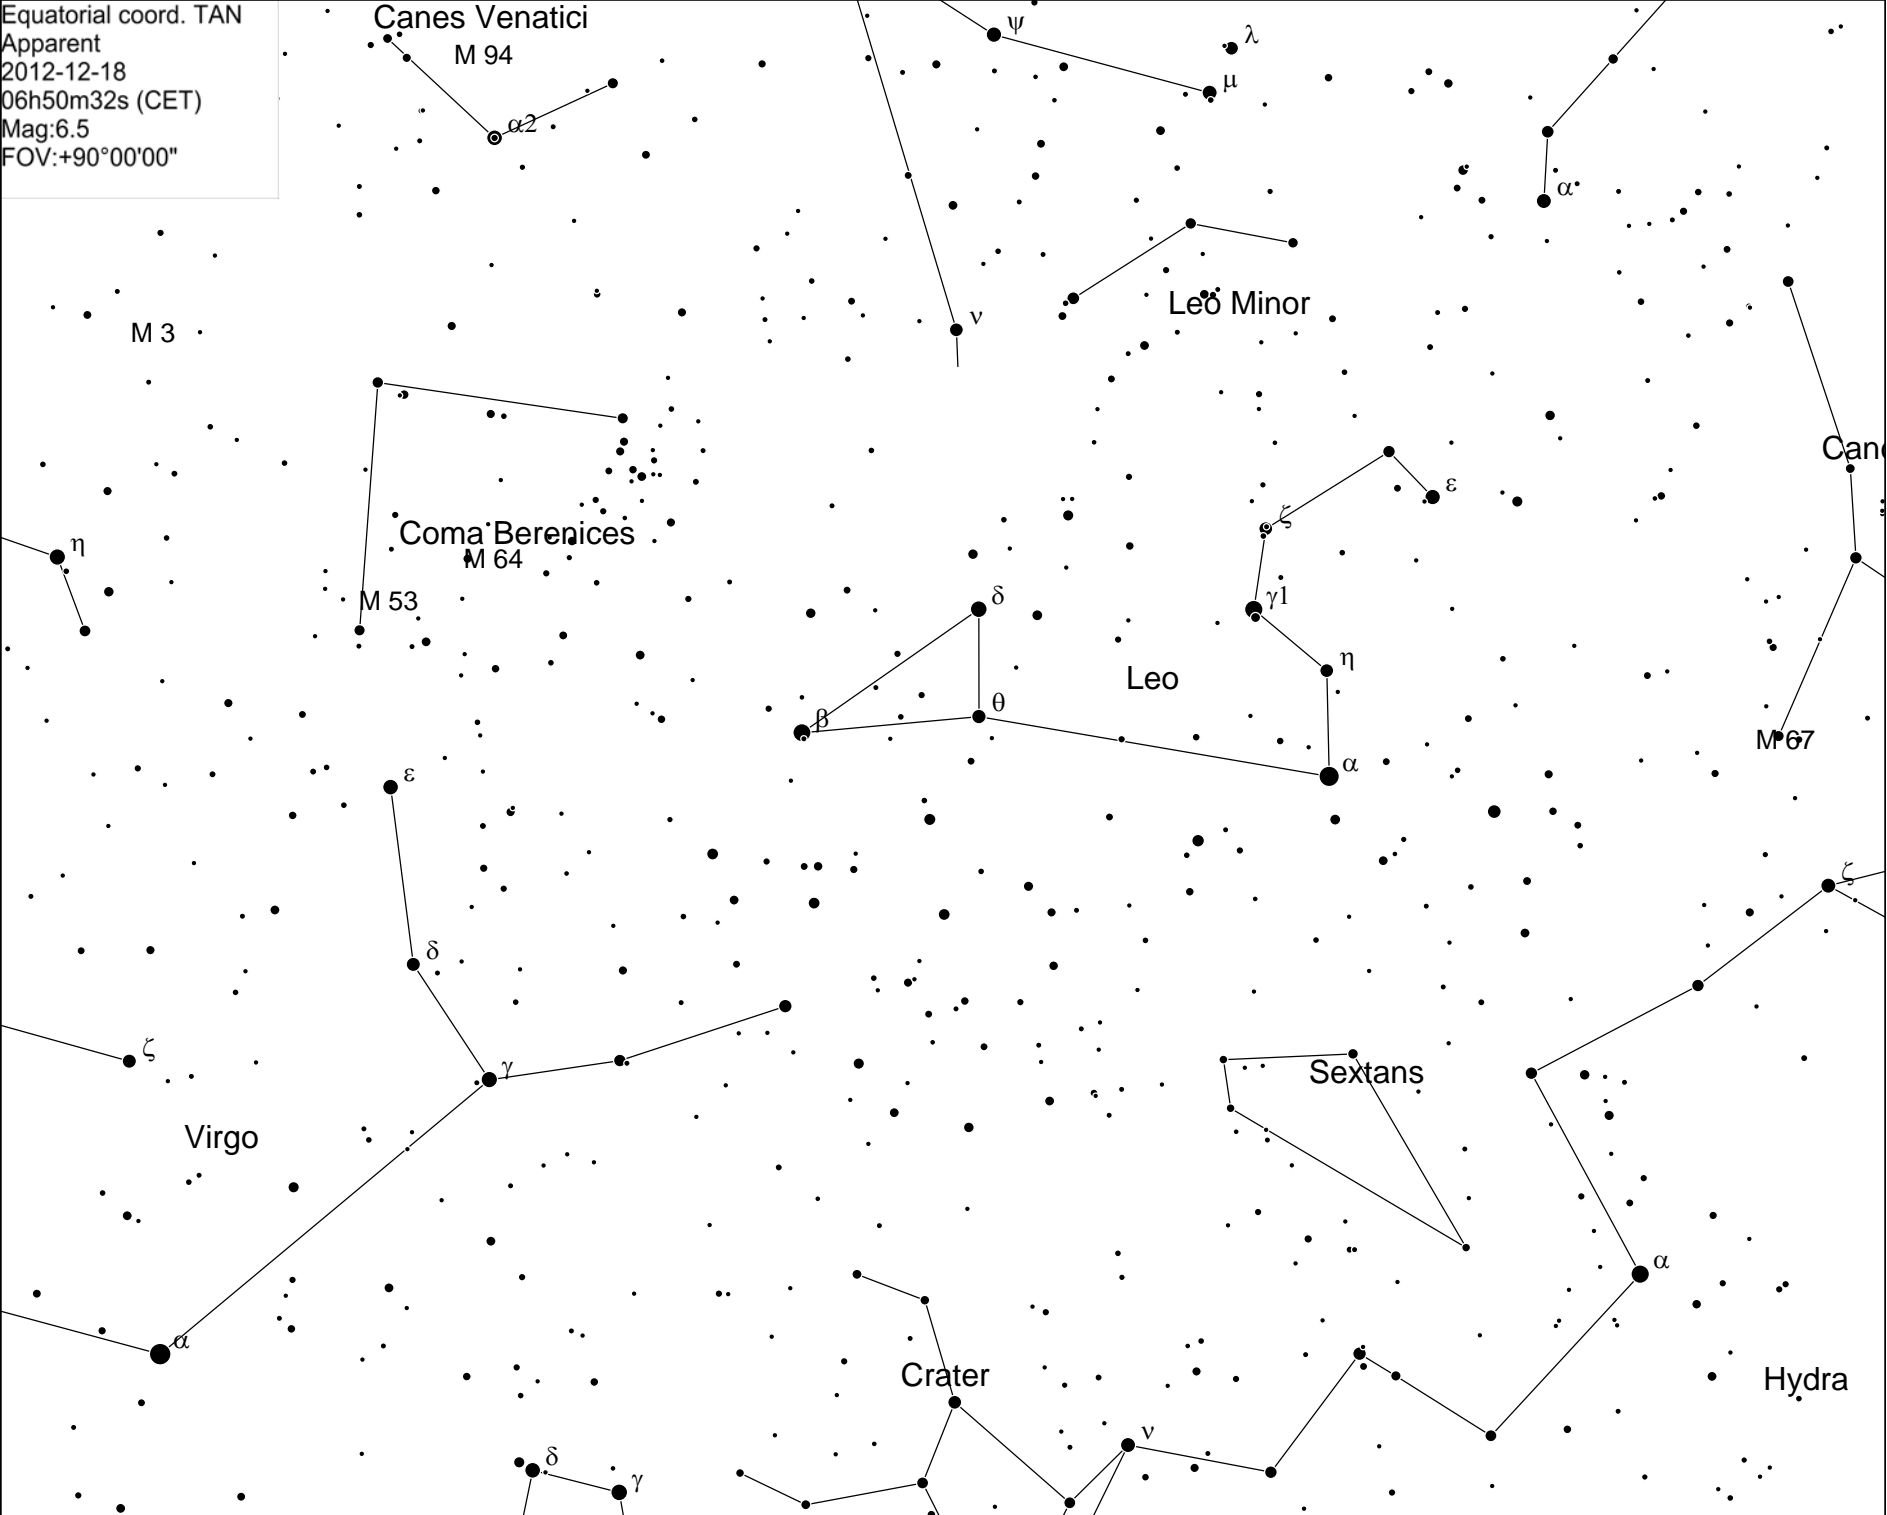 Equatorial coord. TAN
Apparent
2012-12-18
06h50m32s (CET)
Mag:6.5
FOV:+90°00'00"
Canes Venatici
M 94
α2
ψ
λ
μ
α
M 3
ν
Leo Minor
Canc
ε
ζ
Coma Berenices
M 64
η
M 53
δ
γ1
η
Leo
θ
β
M 67
α
ε
ζ
δ
ζ
γ
Sextans
Virgo
α
α
Crater
Hydra
ν
δ
γ